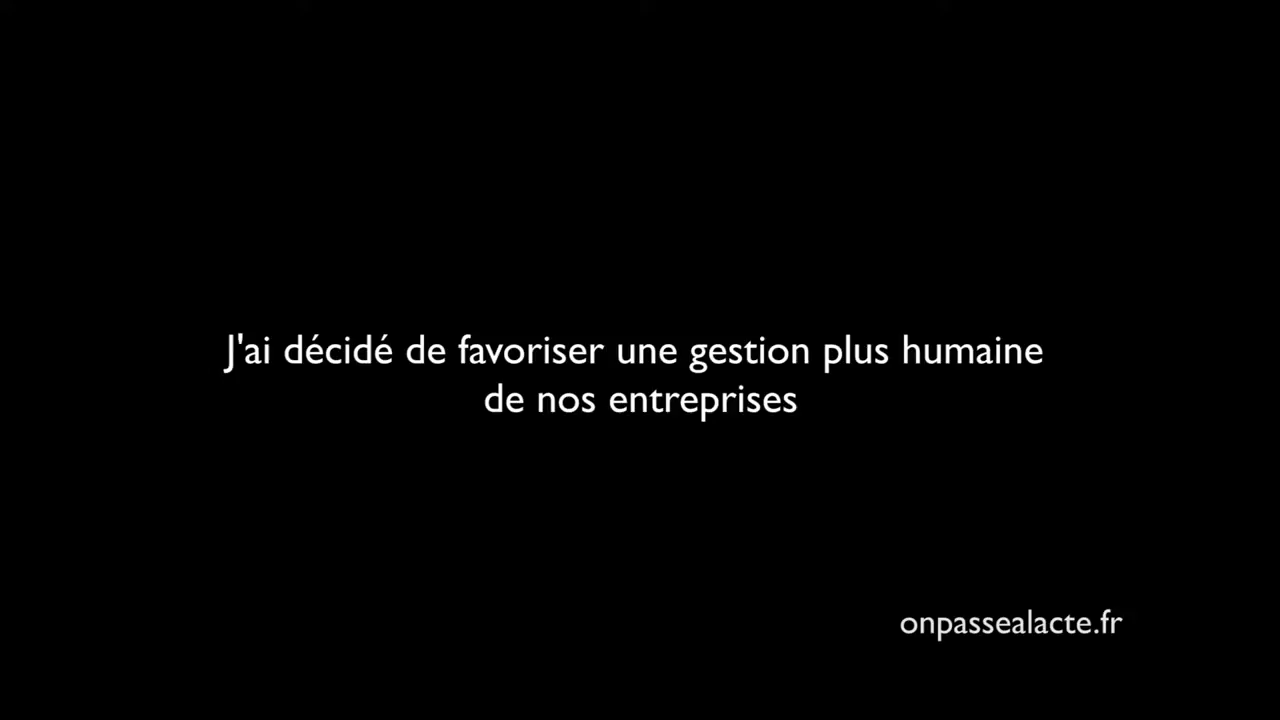 J'ai décidé de favoriser une gestion plus humaine
de nos entreprises
onpassealacte.fr